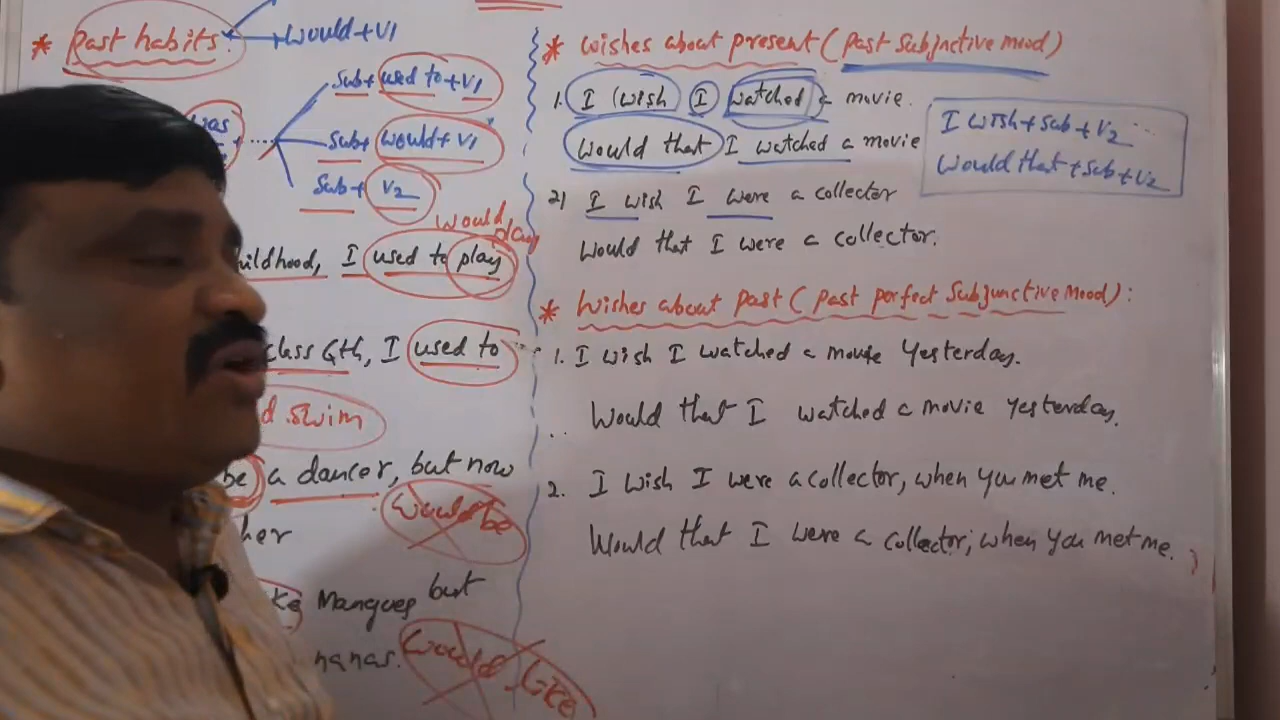 * Past habits:
would + V1
Sub + used to + V1
was
+ ....
Sub + would + V1
Sub + V2
would play
ildhood, I used to play
class 6th, I used to
d swim
be a dancer, but now
would be
her
ke Mangoes but
nanas. would like
* wishes about present (past subjnctive mood)
1. I wish I watched a movie.
Would that I watched a movie
I wish + sub + V2 ...
Would that + sub + V2
2) I wish I were a collector
Would that I were a collector.
* Wishes about past (past perfect subjunctive mood):
1. I wish I watched a movie yesterday.
Would that I watched a movie yesterday.
2. I wish I were a collector, when you met me.
Would that I were a collector, when you met me.